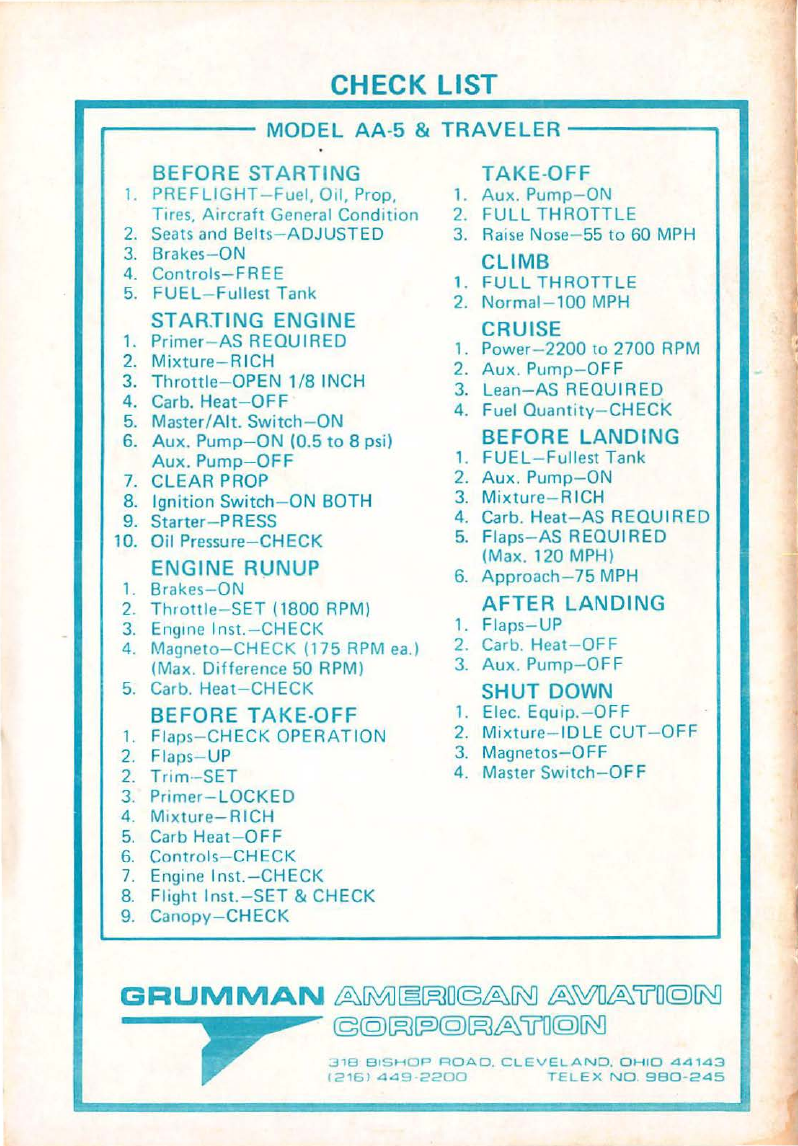 CHECK LIST
MODEL AA-5 & TRAVELER
BEFORE STARTING
1. PREFLIGHT—Fuel, Oil, Prop,
Tires, Aircraft General Condition
2. Seats and Belts—ADJUSTED
3. Brakes—ON
4. Controls—FREE
5. FUEL—Fullest Tank
STARTING ENGINE
1. Primer—AS REQUIRED
2. Mixture—RICH
3. Throttle—OPEN 1/8 INCH
4. Carb. Heat—OFF
5. Master/Alt. Switch—ON
6. Aux. Pump—ON (0.5 to 8 psi)
Aux. Pump—OFF
7. CLEAR PROP
8. Ignition Switch—ON BOTH
9. Starter—PRESS
10. Oil Pressure—CHECK
ENGINE RUNUP
1. Brakes—ON
2. Throttle—SET (1800 RPM)
3. Engine Inst.—CHECK
4. Magneto—CHECK (175 RPM ea.)
(Max. Difference 50 RPM)
5. Carb. Heat—CHECK
BEFORE TAKE-OFF
1. Flaps—CHECK OPERATION
2. Flaps—UP
2. Trim—SET
3. Primer—LOCKED
4. Mixture—RICH
5. Carb Heat—OFF
6. Controls—CHECK
7. Engine Inst.—CHECK
8. Flight Inst.—SET & CHECK
9. Canopy—CHECK
TAKE-OFF
1. Aux. Pump—ON
2. FULL THROTTLE
3. Raise Nose—55 to 60 MPH
CLIMB
1. FULL THROTTLE
2. Normal—100 MPH
CRUISE
1. Power—2200 to 2700 RPM
2. Aux. Pump—OFF
3. Lean—AS REQUIRED
4. Fuel Quantity—CHECK
BEFORE LANDING
1. FUEL—Fullest Tank
2. Aux. Pump—ON
3. Mixture—RICH
4. Carb. Heat—AS REQUIRED
5. Flaps—AS REQUIRED
(Max. 120 MPH)
6. Approach—75 MPH
AFTER LANDING
1. Flaps—UP
2. Carb. Heat—OFF
3. Aux. Pump—OFF
SHUT DOWN
1. Elec. Equip.—OFF
2. Mixture—IDLE CUT—OFF
3. Magnetos—OFF
4. Master Switch—OFF
GRUMMAN AMERICAN AVIATION
CORPORATION
318 BISHOP ROAD, CLEVELAND, OHIO 44143
(216) 449-2200 TELEX NO. 980-245